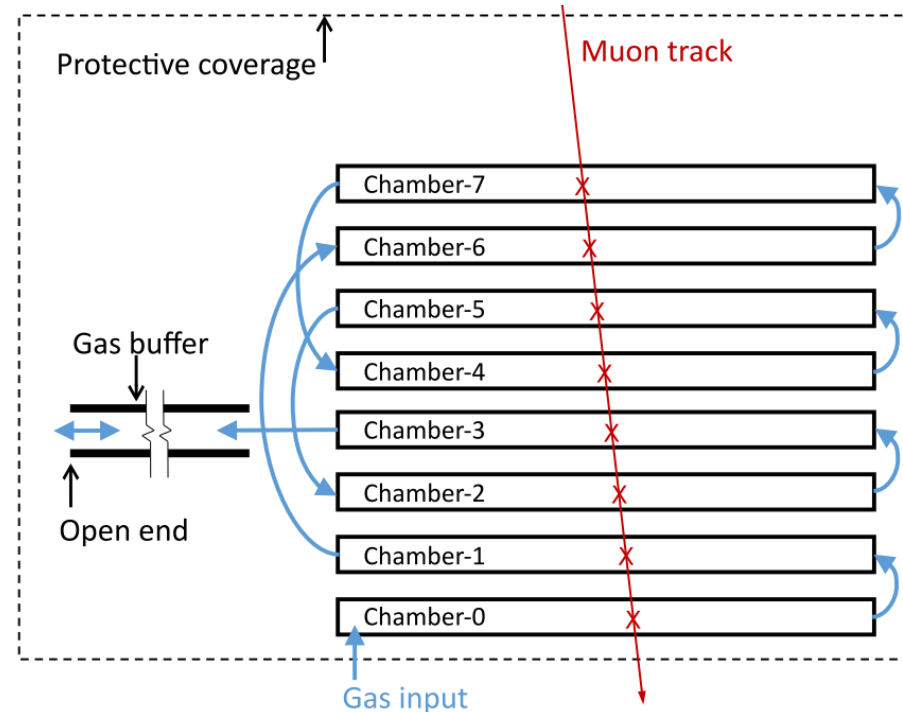 Protective coverage
Muon track
Chamber-7
Chamber-6
Chamber-5
Gas buffer
Chamber-4
Chamber-3
Chamber-2
Open end
Chamber-1
Chamber-0
Gas input